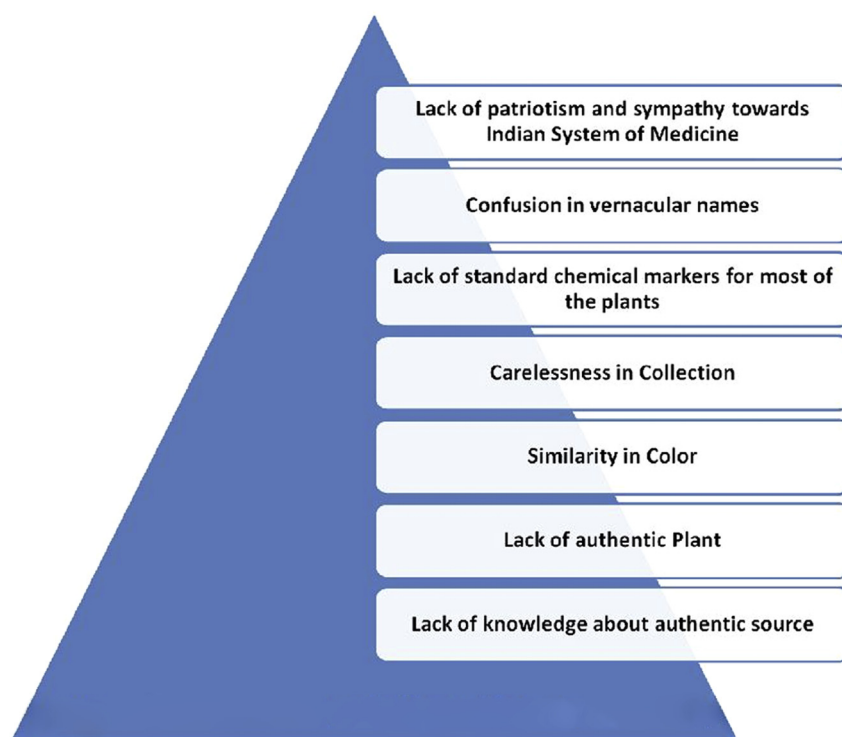 Lack of patriotism and sympathy towards
Indian System of Medicine
Confusion in vernacular names
Lack of standard chemical markers for most of
the plants
Carelessness in Collection
Similarity in Color
Lack of authentic Plant
Lack of knowledge about authentic source